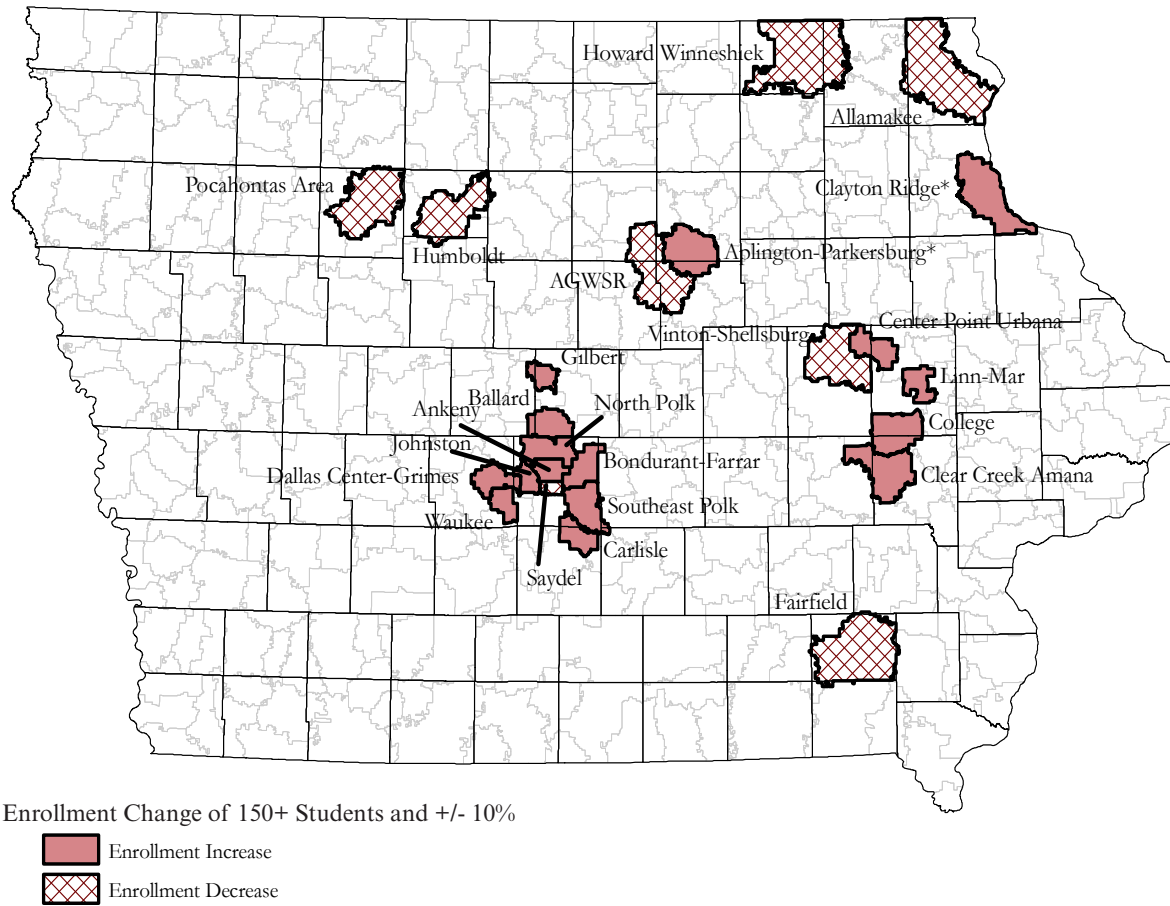 Howard Winneshiek
Allamakee
Pocahontas Area
Clayton Ridge*
Humboldt
Aplington-Parkersburg*
AGWSR
Vinton-Shellsburg
Center Point Urbana
Gilbert
Linn-Mar
Ballard
North Polk
Ankeny
College
Johnston
Bondurant-Farrar
Dallas Center-Grimes
Clear Creek Amana
Southeast Polk
Waukee
Carlisle
Saydel
Fairfield
Enrollment Change of 150+ Students and +/- 10%
Enrollment Increase
Enrollment Decrease